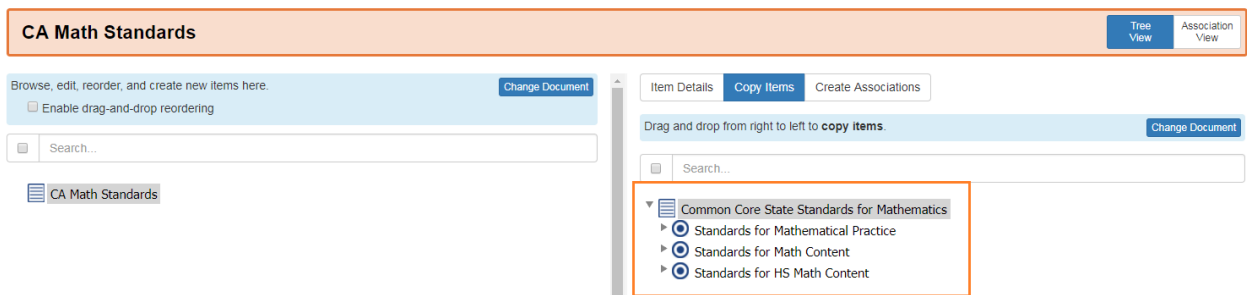 CA Math Standards
Tree
View
Association
View
Browse, edit, reorder, and create new items here.
Change Document
Enable drag-and-drop reordering
Search...
CA Math Standards
Item Details
Copy Items
Create Associations
Drag and drop from right to left to copy items.
Change Document
Search...
Common Core State Standards for Mathematics
Standards for Mathematical Practice
Standards for Math Content
Standards for HS Math Content